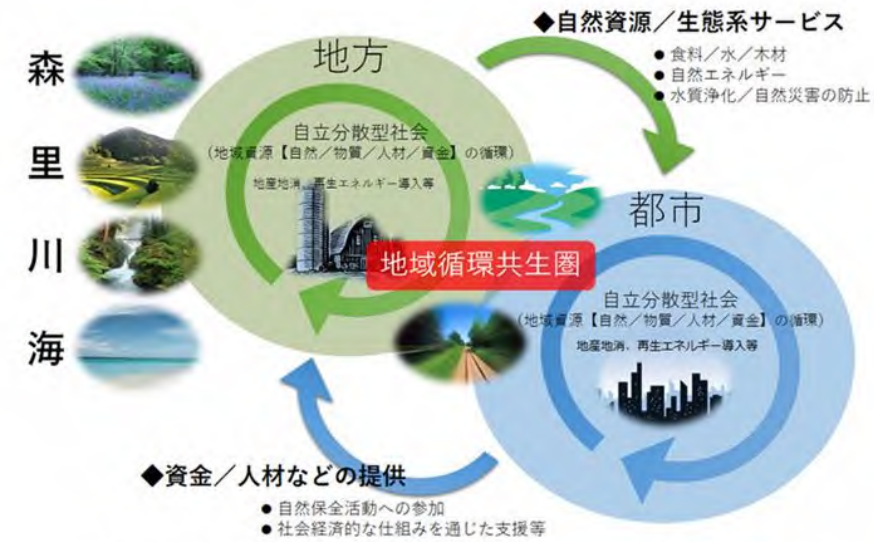 ◆自然資源／生態系サービス
● 食料／水／木材
● 自然エネルギー
● 水質浄化／自然災害の防止
森
里
川
海
地方
自立分散型社会
(地域資源【自然／物質／人材／資金】の循環)
地産地消、再生エネルギー導入等
地域循環共生圏
都市
自立分散型社会
(地域資源【自然／物質／人材／資金】の循環)
地産地消、再生エネルギー導入等
◆資金／人材などの提供
● 自然保全活動への参加
● 社会経済的な仕組みを通じた支援等